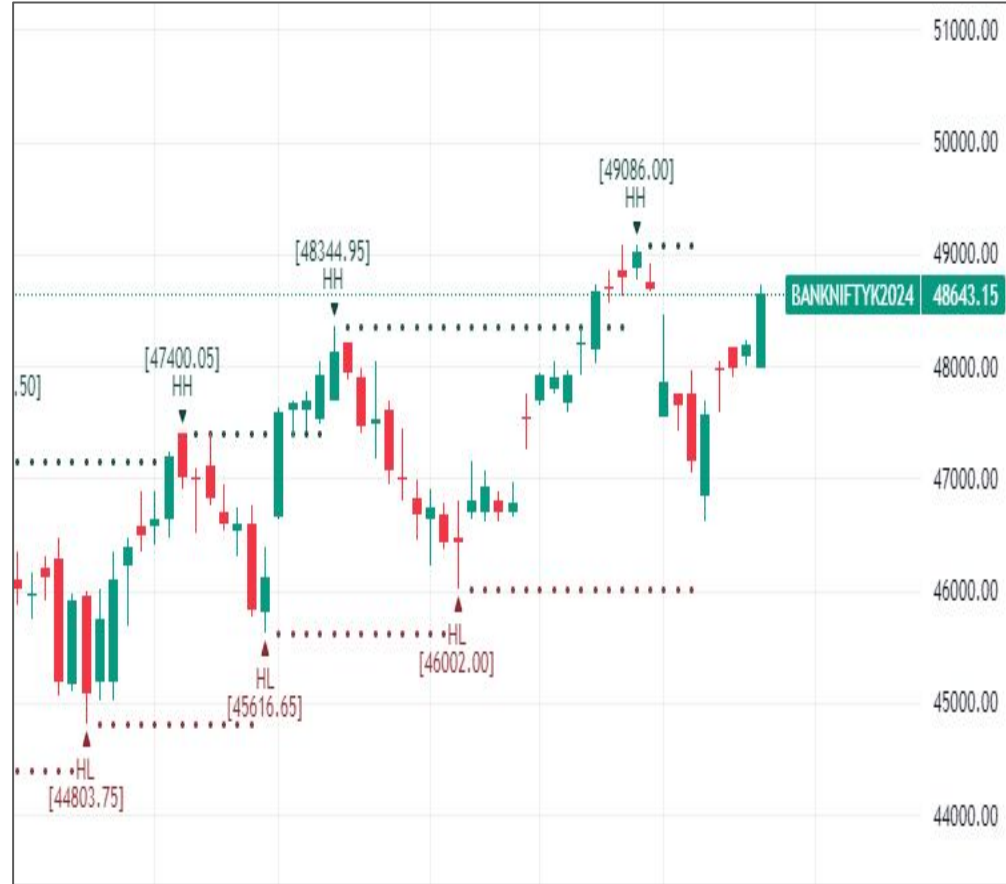 51000.00
50000.00
[49086.00]
HH
49000.00
[48344.95]
HH
BANKNIFTYK2024 48643.15
[47400.05]
HH
48000.00
.50]
47000.00
46000.00
HL
[46002.00]
HL
[45616.65]
45000.00
HL
[44803.75]
44000.00